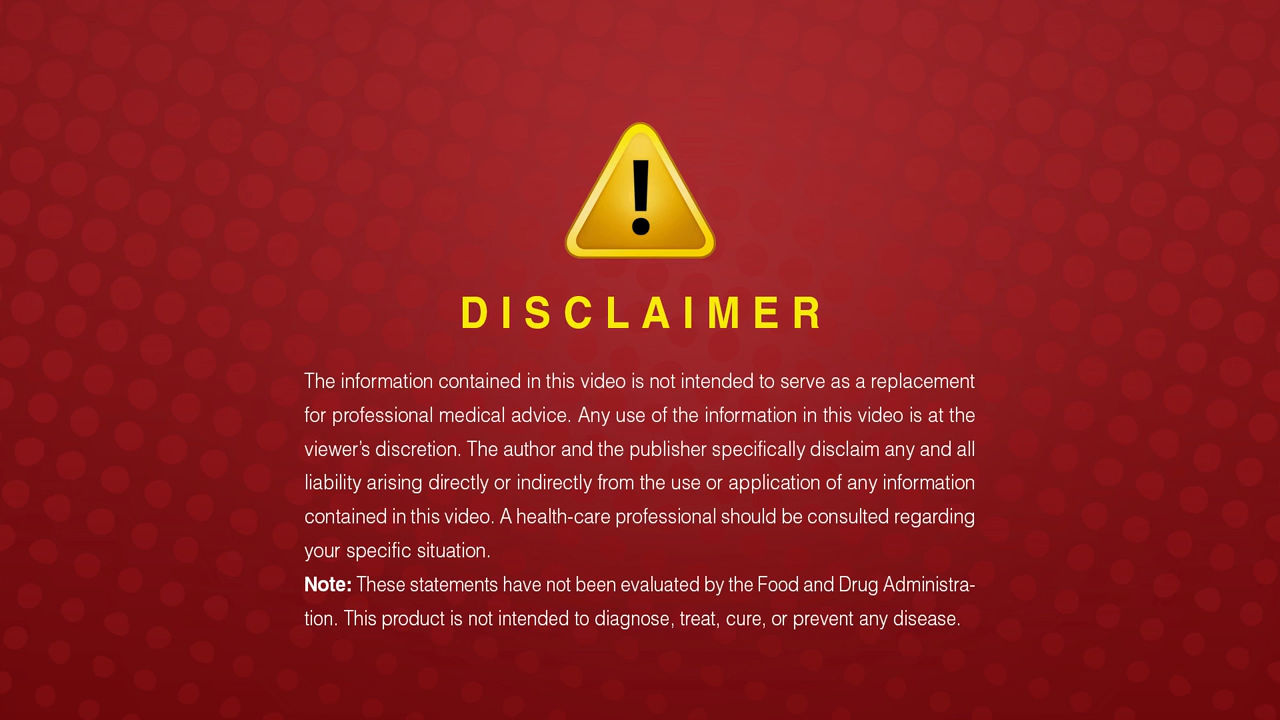 !
DISCLAIMER
The information contained in this video is not intended to serve as a replacement
for professional medical advice. Any use of the information in this video is at the
viewer's discretion. The author and the publisher specifically disclaim any and all
liability arising directly or indirectly from the use or application of any information
contained in this video. A health-care professional should be consulted regarding
your specific situation.
Note: These statements have not been evaluated by the Food and Drug Administra-
tion. This product is not intended to diagnose, treat, cure, or prevent any disease.